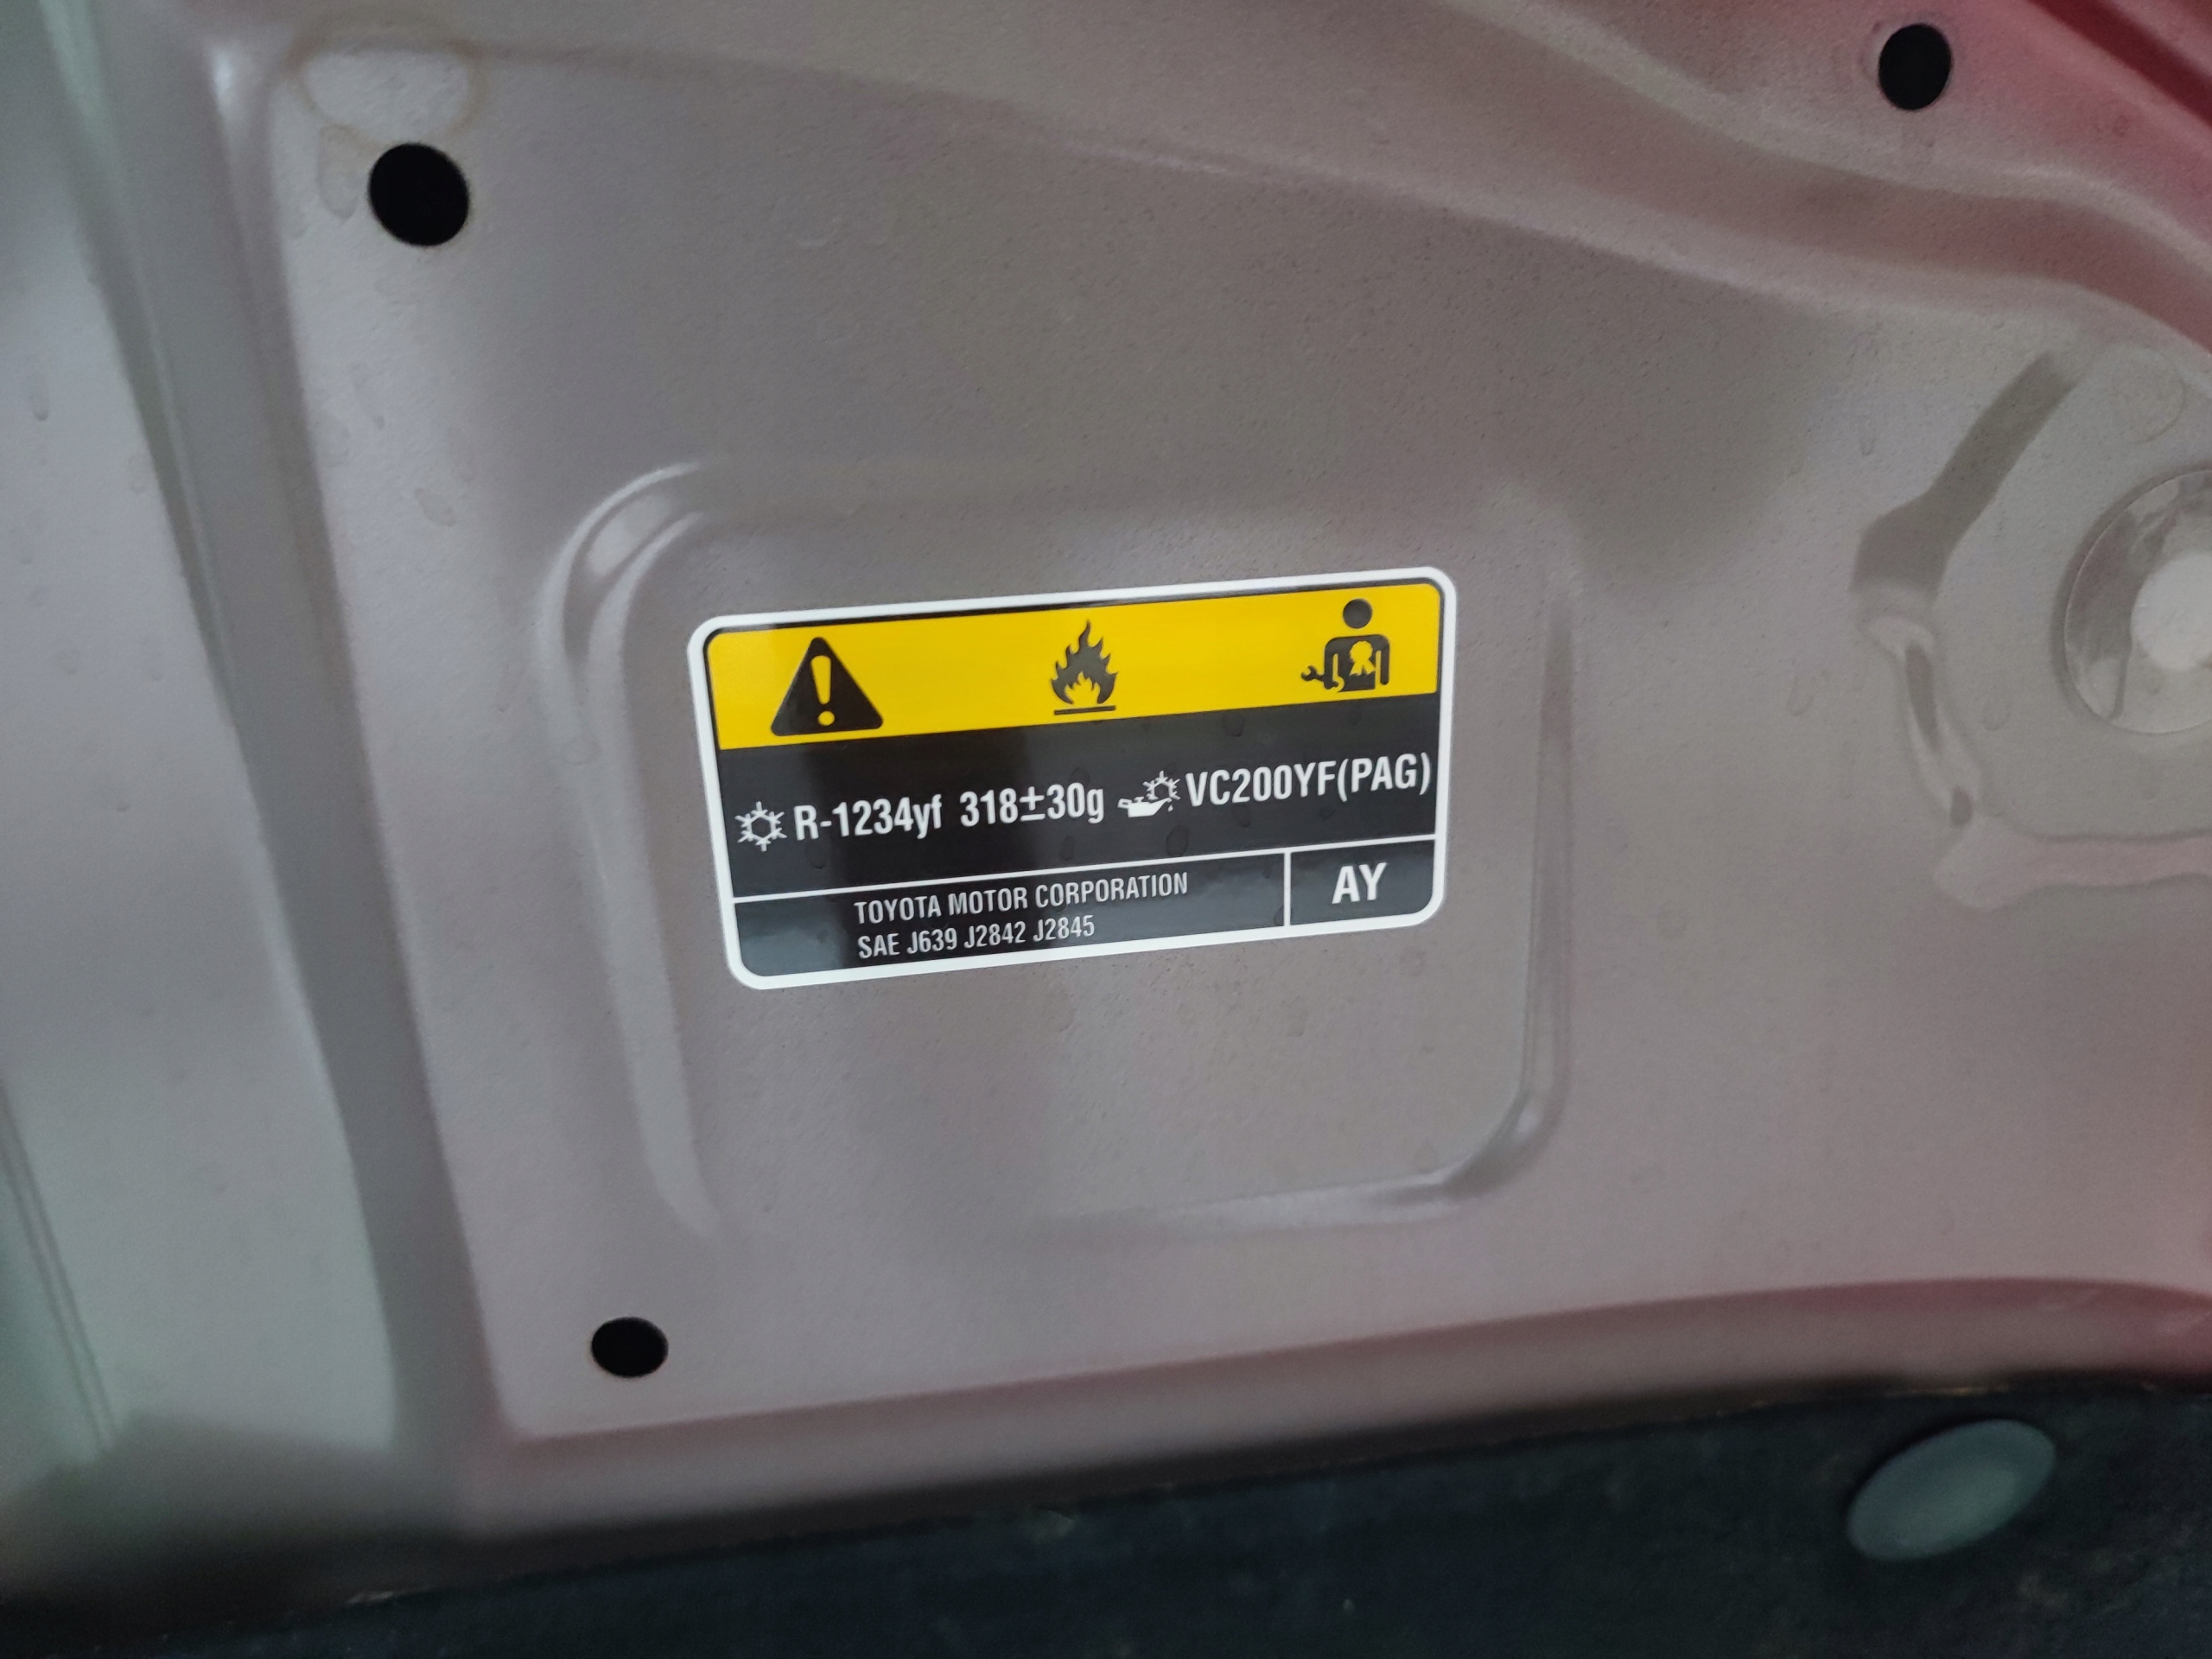 R-1234yf 318±30g VC200YF(PAG)
TOYOTA MOTOR CORPORATION
SAE J639 J2842 J2845
AY